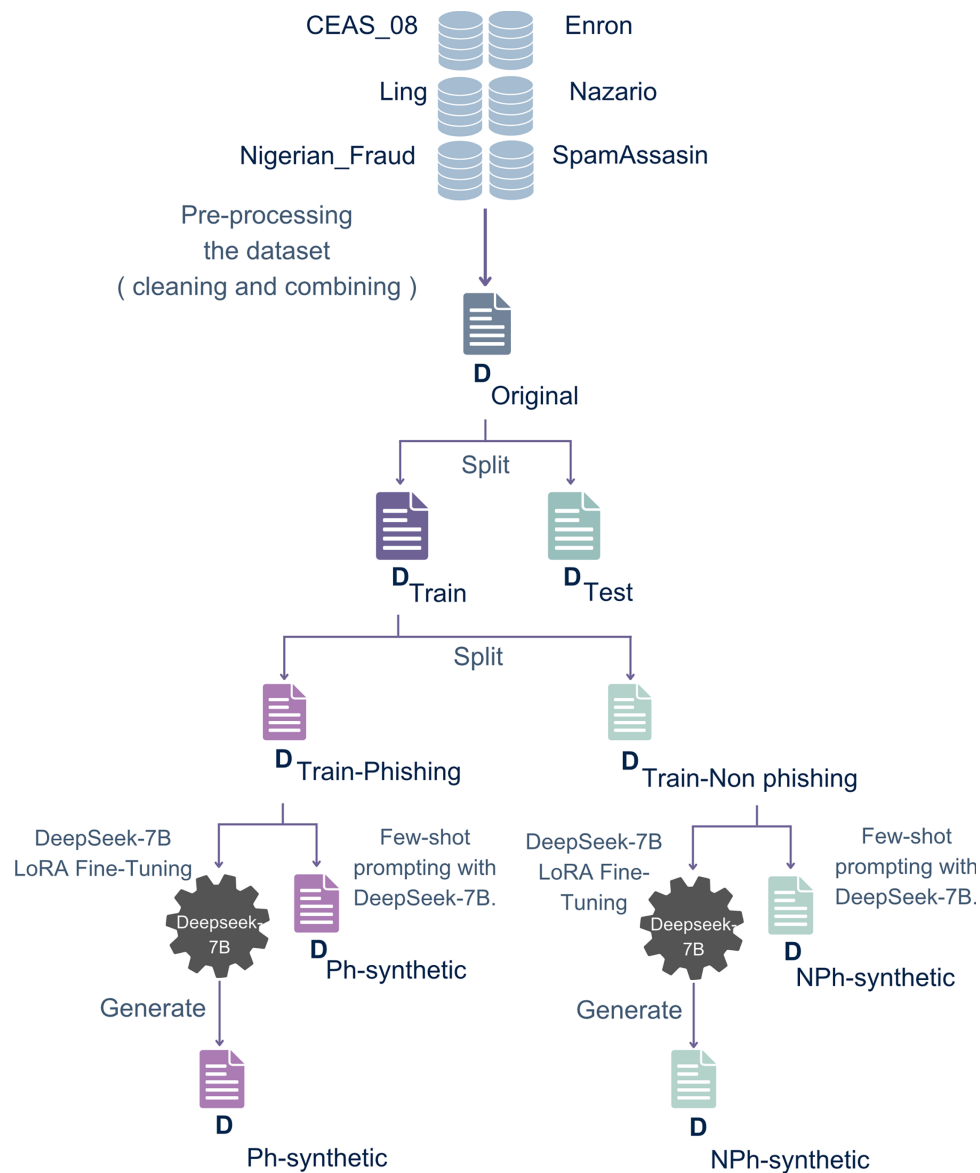 CEAS_08
Enron
Ling
Nazario
Nigerian_Fraud
SpamAssasin
Pre-processing
the dataset
( cleaning and combining )
D
Original
Split
D
Train
D
Test
Split
D
Train-Phishing
D
Train-Non phishing
DeepSeek-7B
LoRA Fine-Tuning
Few-shot
prompting with
DeepSeek-7B.
DeepSeek-7B
LoRA Fine-
Tuning
Few-shot
prompting with
DeepSeek-7B.
Deepseek-
7B
D
Ph-synthetic
Deepseek-
7B
D
NPh-synthetic
Generate
Generate
D
Ph-synthetic
D
NPh-synthetic